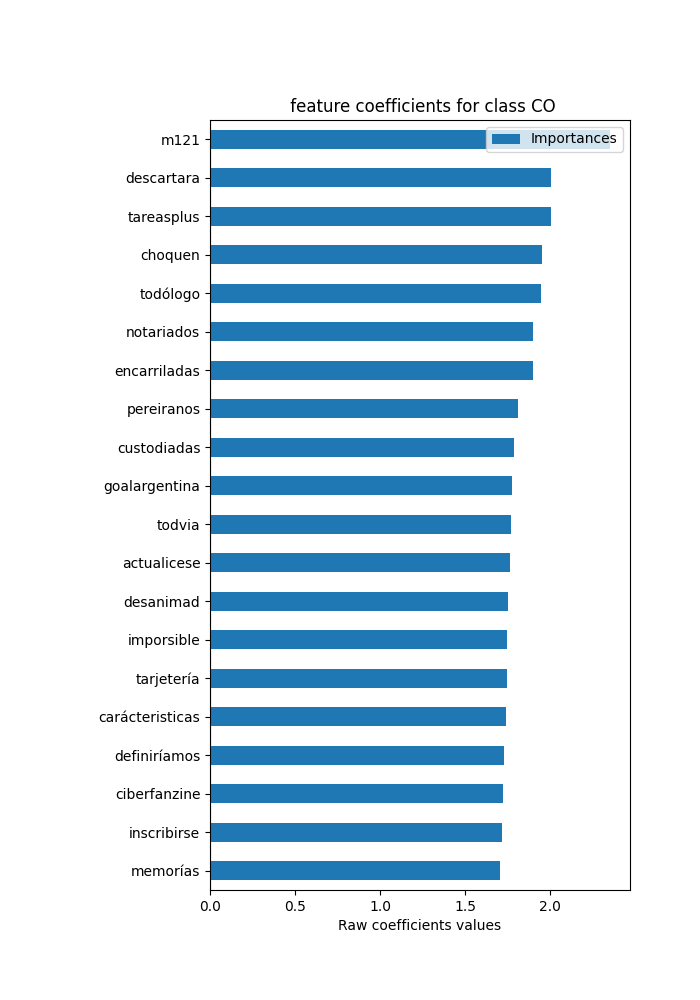 feature coefficients for class CO
Importances
m121
descartara
tareasplus
choquen
todólogo
notariados
encarriladas
pereiranos
custodiadas
goalargentina
todvia
actualicese
desanimad
imporsible
tarjetería
carácteristicas
definiríamos
ciberfanzine
inscribirse
memorías
0.0 0.5 1.0 1.5 2.0
Raw coefficients values